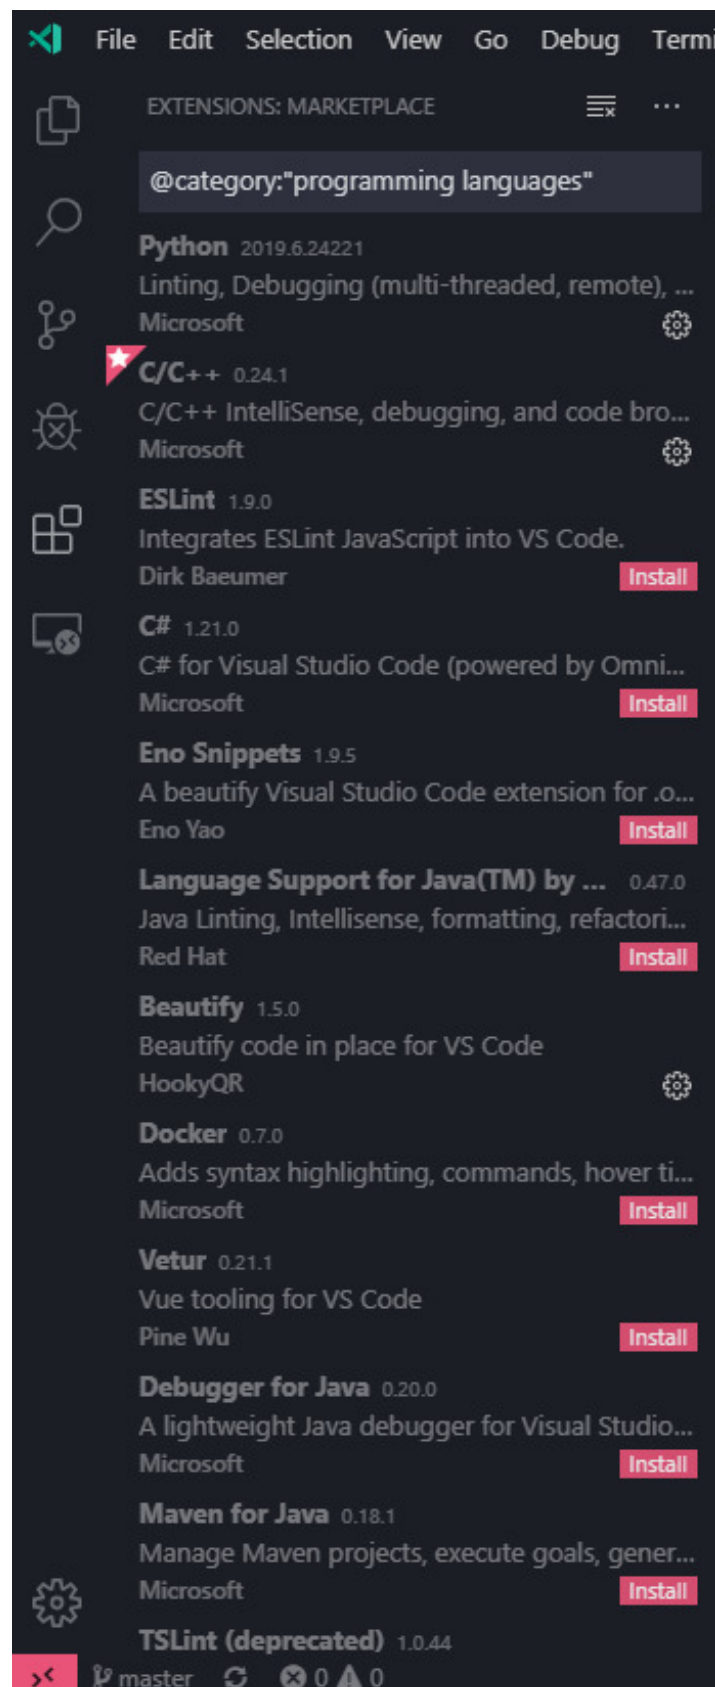 File Edit Selection View Go Debug Termi
EXTENSIONS: MARKETPLACE
@category:"programming languages"
Python 2019.6.24221
Linting, Debugging (multi-threaded, remote), ...
Microsoft
C/C++ 0.24.1
C/C++ IntelliSense, debugging, and code bro...
Microsoft
ESLint 1.9.0
Integrates ESLint JavaScript into VS Code.
Dirk Baeumer Install
C# 1.21.0
C# for Visual Studio Code (powered by Omni...
Microsoft Install
Eno Snippets 1.9.5
A beautify Visual Studio Code extension for .o...
Eno Yao Install
Language Support for Java(TM) by ... 0.47.0
Java Linting, Intellisense, formatting, refactori...
Red Hat Install
Beautify 1.5.0
Beautify code in place for VS Code
HookyQR
Docker 0.7.0
Adds syntax highlighting, commands, hover ti...
Microsoft Install
Vetur 0.21.1
Vue tooling for VS Code
Pine Wu Install
Debugger for Java 0.20.0
A lightweight Java debugger for Visual Studio...
Microsoft Install
Maven for Java 0.18.1
Manage Maven projects, execute goals, gener...
Microsoft Install
TSLint (deprecated) 1.0.44
master 0 0